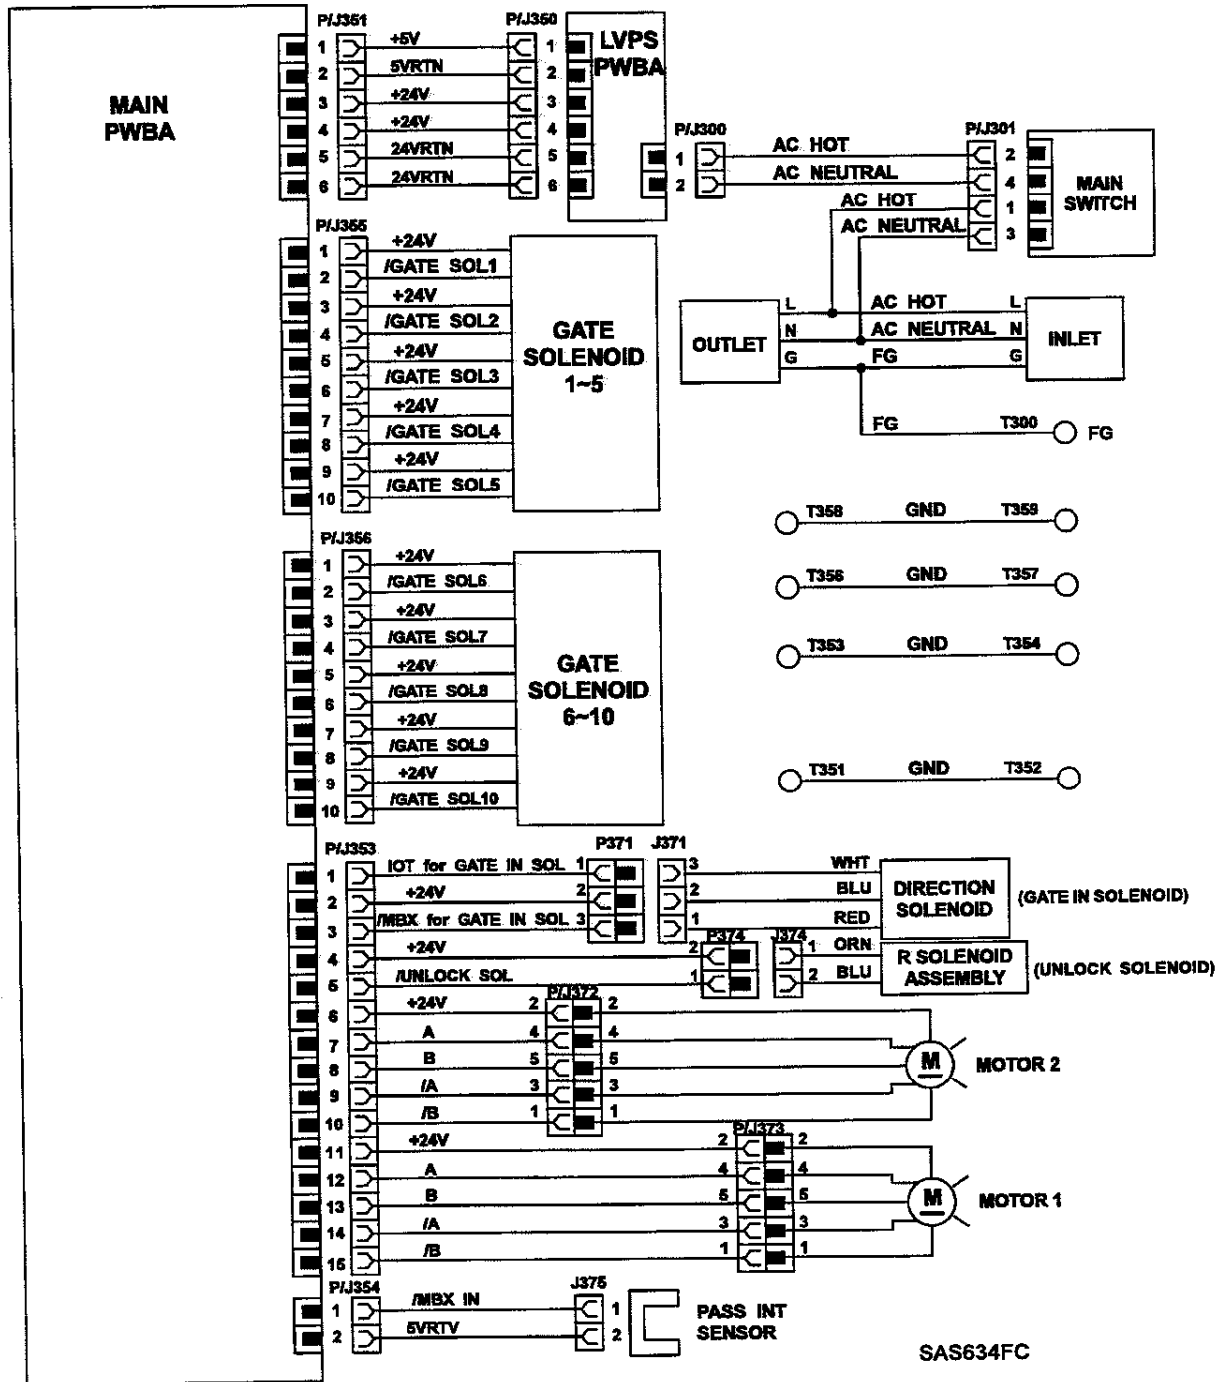 MAIN
PWBA
P/J351
1 +5V 1
2 5VRTN 2
3 +24V 3
4 +24V 4
5 24VRTN 5
6 24VRTN 6
P/J350
LVPS
PWBA
P/J300
1 AC HOT 2
2 AC NEUTRAL 4
AC HOT 1
AC NEUTRAL 3
P/J301
MAIN
SWITCH
OUTLET
L AC HOT L
N AC NEUTRAL N
G FG G
INLET
FG T300 FG
P/J355
1 +24V
2 /GATE SOL1
3 +24V
4 /GATE SOL2
5 +24V
6 /GATE SOL3
7 +24V
8 /GATE SOL4
9 +24V
10 /GATE SOL5
GATE
SOLENOID
1~5
T358 GND T359
T356 GND T357
T353 GND T354
T351 GND T352
P/J356
1 +24V
2 /GATE SOL6
3 +24V
4 /GATE SOL7
5 +24V
6 /GATE SOL8
7 +24V
8 /GATE SOL9
9 +24V
10 /GATE SOL10
GATE
SOLENOID
6~10
P/J353
P371 J371
1 IOT for GATE IN SOL 1 3 WHT
2 +24V 2 2 BLU
3 /MBX for GATE IN SOL 3 1 RED
DIRECTION
SOLENOID
(GATE IN SOLENOID)
P374 J374
4 +24V 2 1 ORN
5 /UNLOCK SOL 1 2 BLU
R SOLENOID
ASSEMBLY
(UNLOCK SOLENOID)
P/J372
6 +24V 2 2
7 A 4 4
8 B 5 5
9 /A 3 3
10 /B 1 1
M
MOTOR 2
P/J373
11 +24V 2 2
12 A 4 4
13 B 5 5
14 /A 3 3
15 /B 1 1
M
MOTOR 1
P/J354 J375
1 /MBX IN 1
2 5VRTV 2
PASS INT
SENSOR
SAS634FC